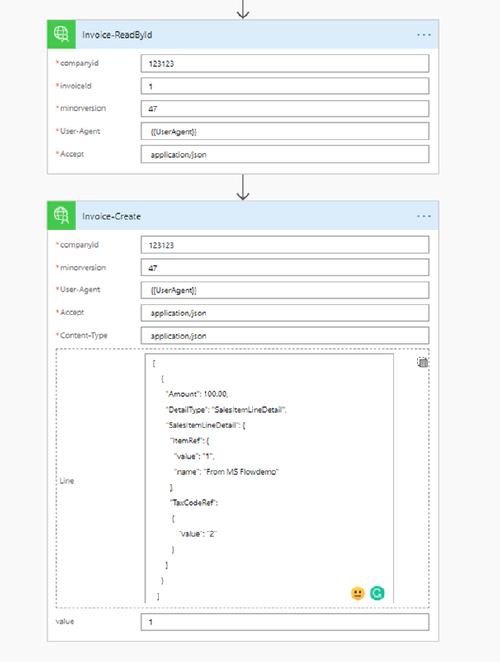 Invoice-ReadById
*companyid 123123
*invoiceId 1
*minorversion 47
*User-Agent {{UserAgent}}
*Accept application/json
Invoice-Create
*companyid 123123
*minorversion 47
*User-Agent {{UserAgent}}
*Accept application/json
*Content-Type application/json
Line
[
{
"Amount": 100.00,
"DetailType": "SalesItemLineDetail",
"SalesItemLineDetail": {
"ItemRef": {
"value": "1",
"name": "From MS Flowdemo"
},
"TaxCodeRef":
{
"value": "2"
}
}
}
]
value 1